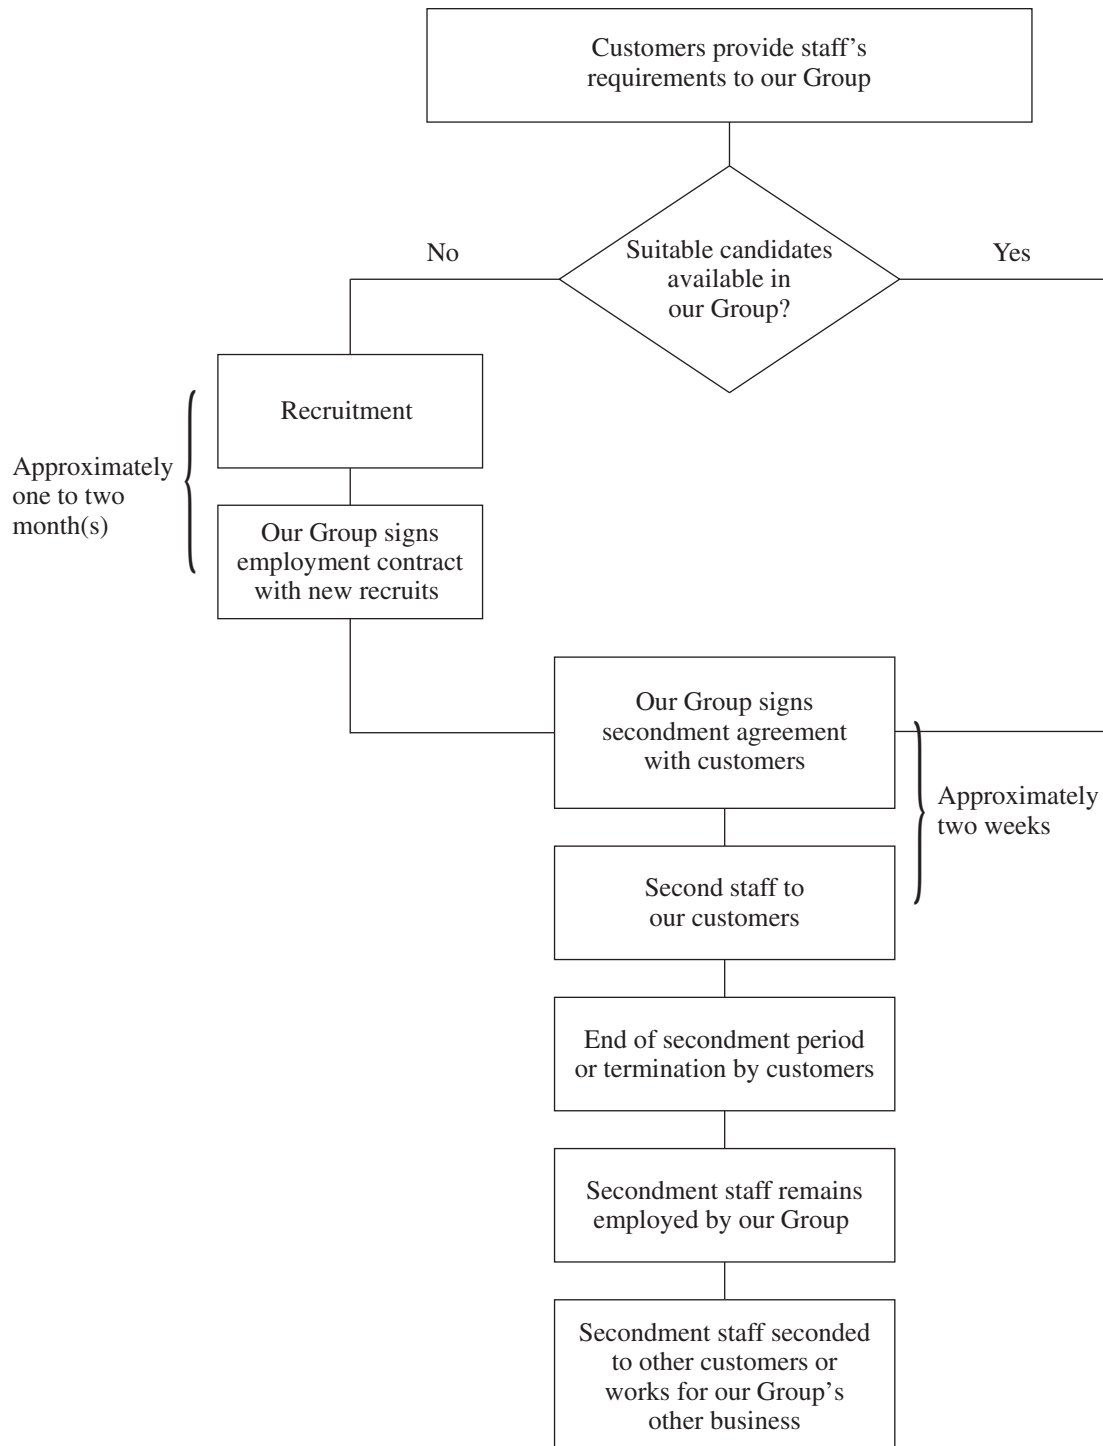 Customers provide staff’s
requirements to our Group
Suitable candidates
available in
our Group?
No
Yes
Recruitment
Approximately
one to two
month(s)
Our Group signs
employment contract
with new recruits
Our Group signs
secondment agreement
with customers
Approximately
two weeks
Second staff to
our customers
End of secondment period
or termination by customers
Secondment staff remains
employed by our Group
Secondment staff seconded
to other customers or
works for our Group’s
other business